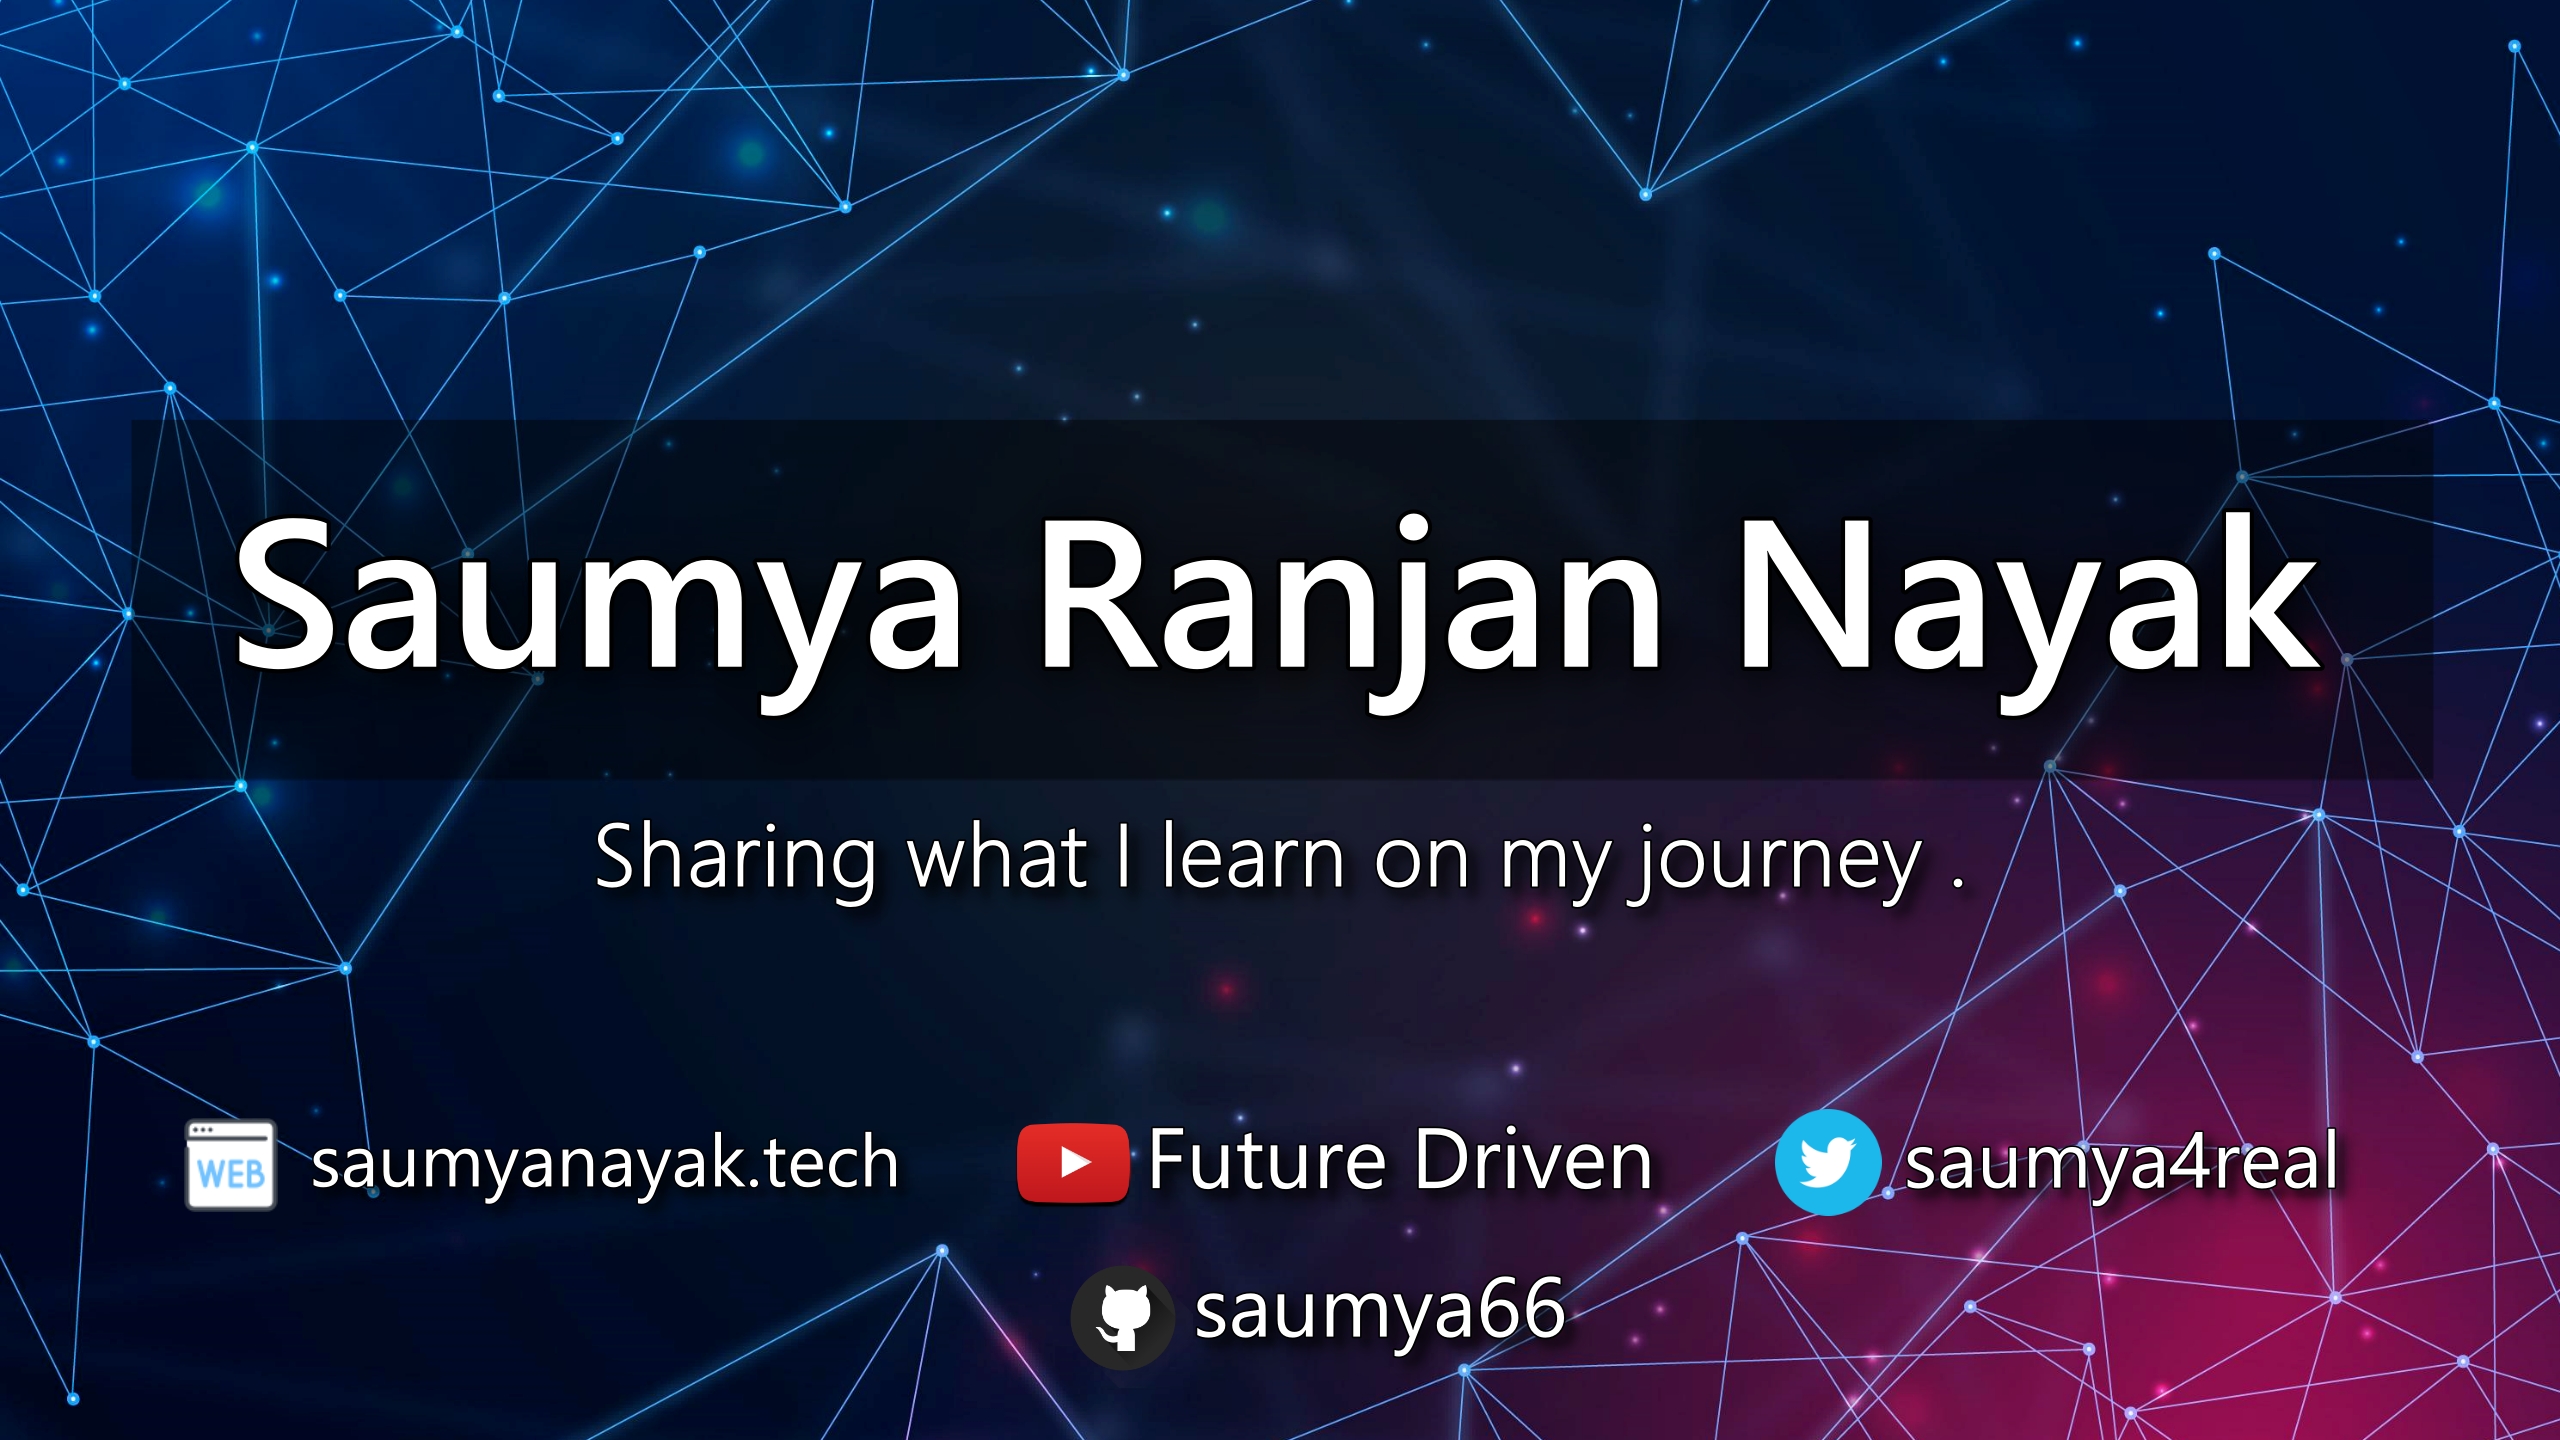 Saumya Ranjan Nayak
Sharing what I learn on my journey .
WEB saumyanayak.tech Future Driven saumya4real
saumya66